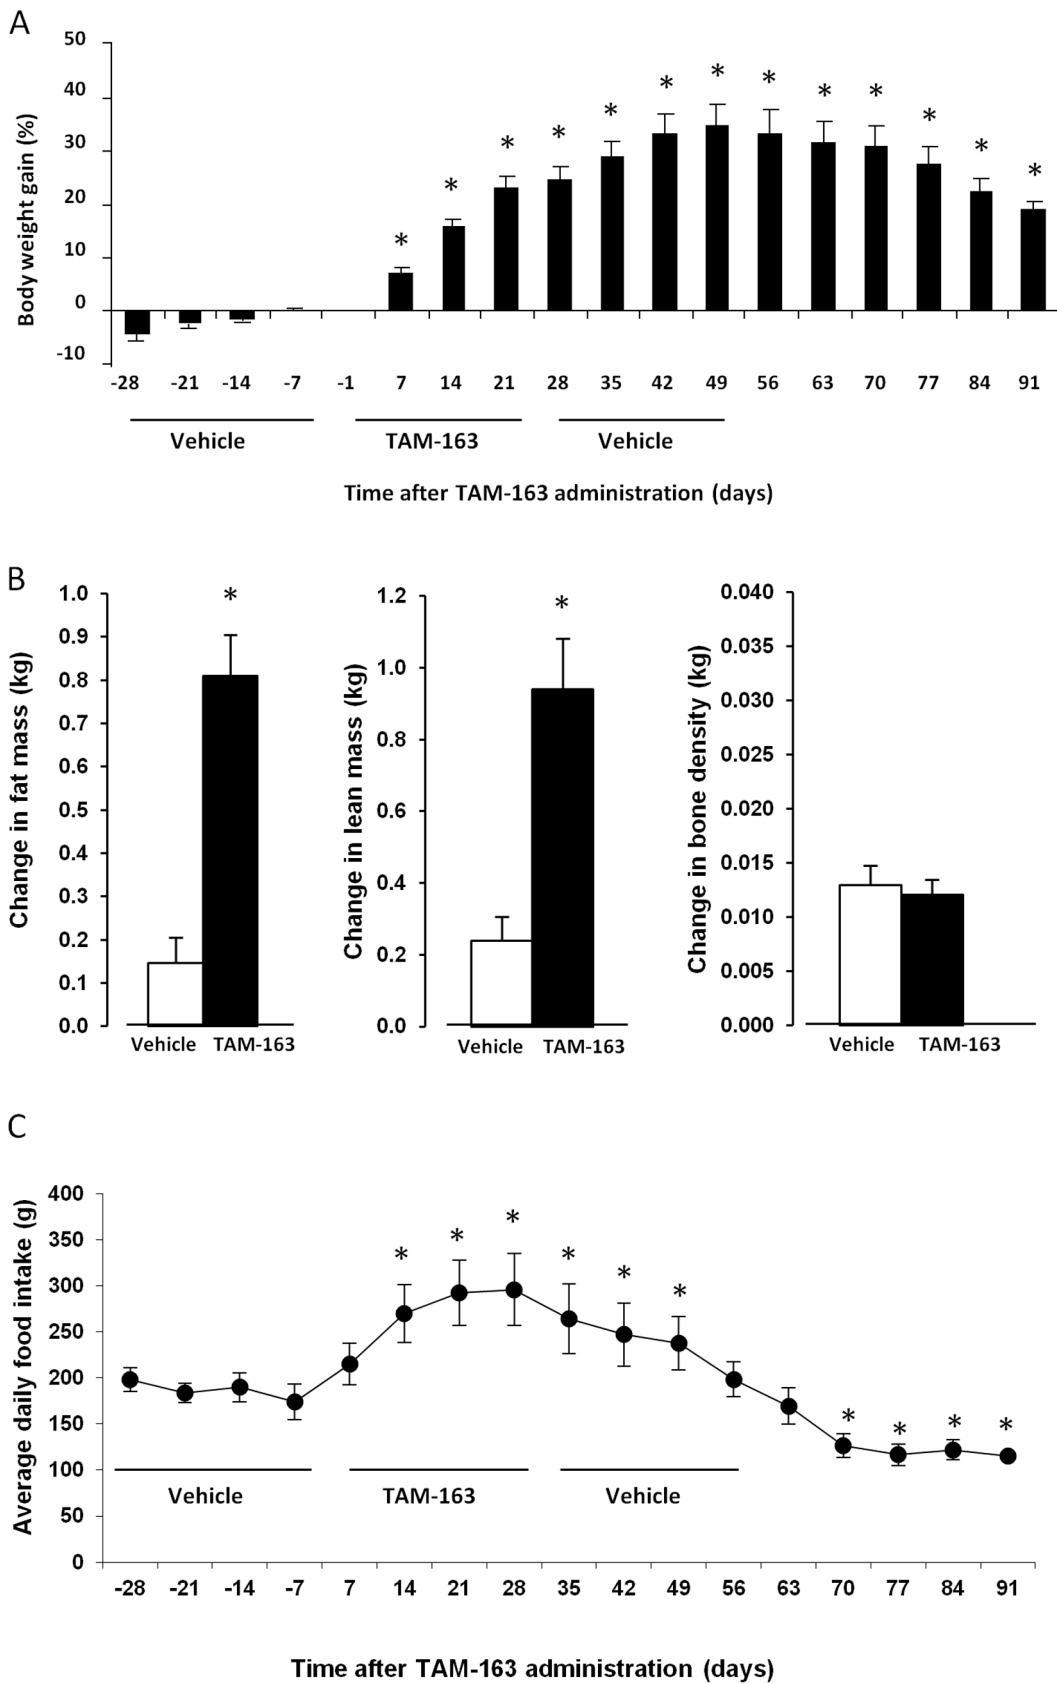 A
Body weight gain (%)
50
40
30
20
10
0
-10
* * * * * * * * * * * * *
-28 -21 -14 -7 -1 7 14 21 28 35 42 49 56 63 70 77 84 91
Vehicle TAM-163 Vehicle
Time after TAM-163 administration (days)
B
Change in fat mass (kg)
1.0
0.9
0.8
0.7
0.6
0.5
0.4
0.3
0.2
0.1
0.0
*
Vehicle TAM-163
Change in lean mass (kg)
1.2
1.0
0.8
0.6
0.4
0.2
0.0
*
Vehicle TAM-163
Change in bone density (kg)
0.040
0.035
0.030
0.025
0.020
0.015
0.010
0.005
0.000
Vehicle TAM-163
C
Average daily food intake (g)
400
350
300
250
200
150
100
50
0
* * * * * * * * * *
Vehicle TAM-163 Vehicle
-28 -21 -14 -7 7 14 21 28 35 42 49 56 63 70 77 84 91
Time after TAM-163 administration (days)